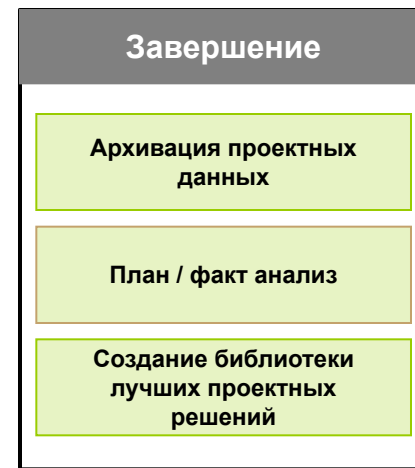 Завершение
Архивация проектных
данных
План / факт анализ
Создание библиотеки
лучших проектных
решений